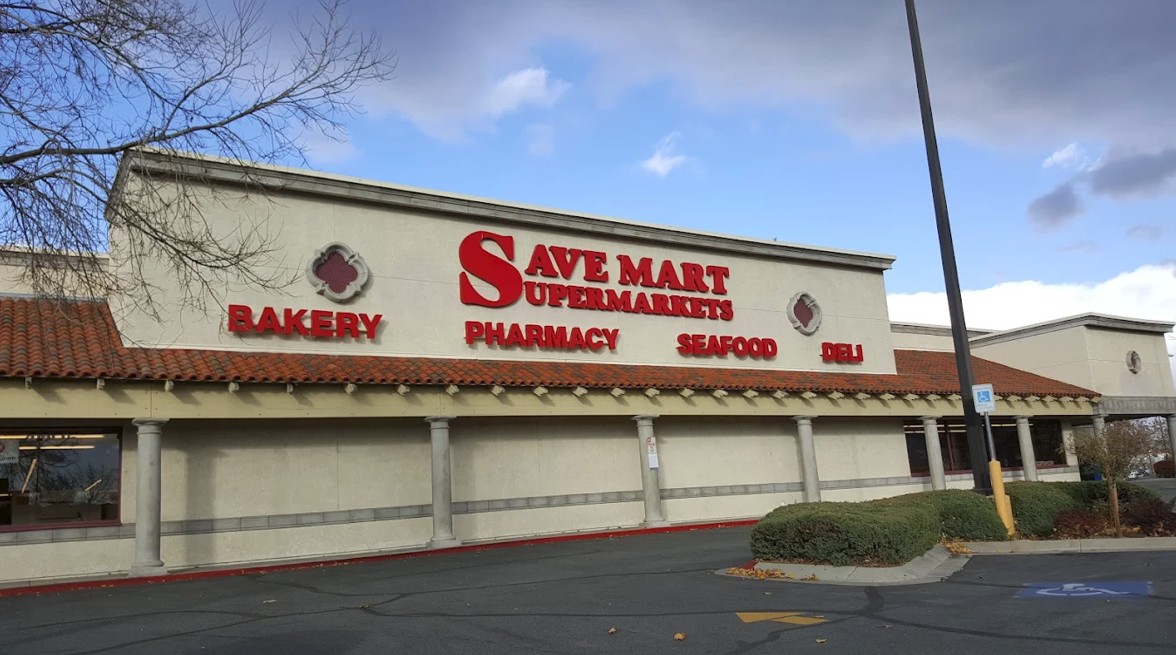 SAVE MART
SUPERMARKETS
BAKERY
PHARMACY
SEAFOOD
DELI